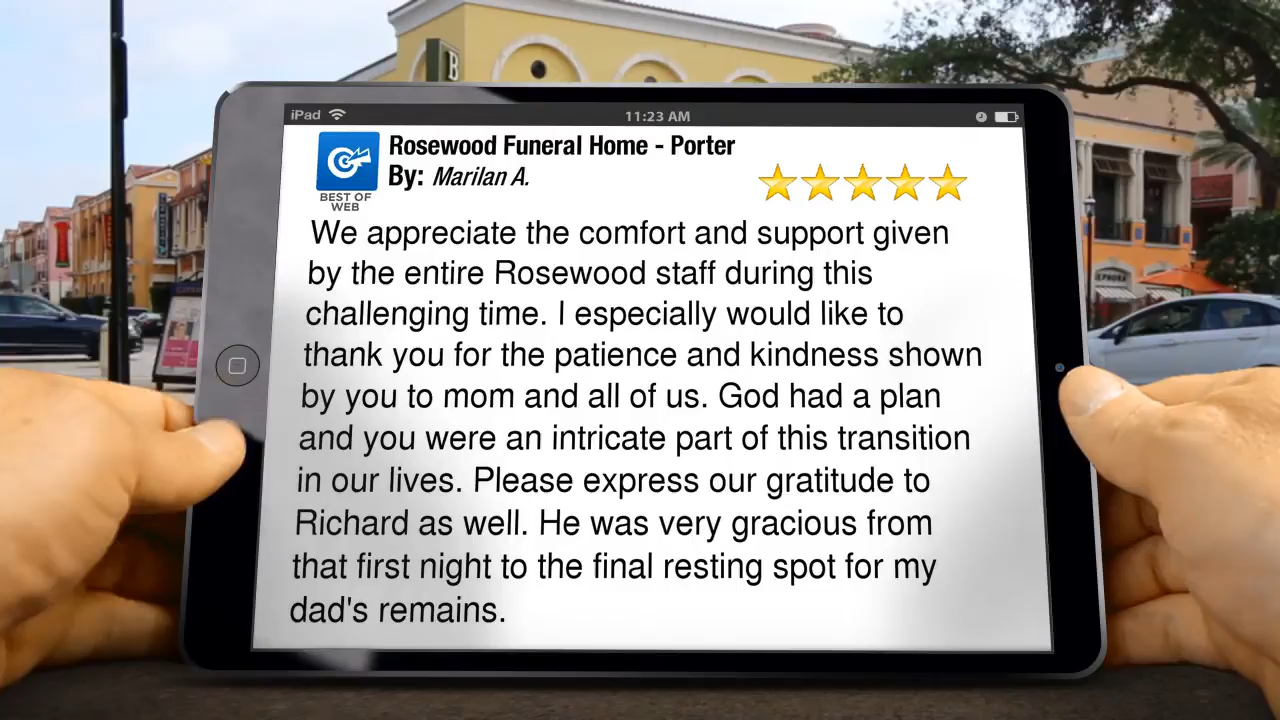 B
iPad
11:23 AM
Rosewood Funeral Home - Porter
By: Marilan A.
BEST OF
WEB
We appreciate the comfort and support given
by the entire Rosewood staff during this
challenging time. I especially would like to
thank you for the patience and kindness shown
by you to mom and all of us. God had a plan
and you were an intricate part of this transition
in our lives. Please express our gratitude to
Richard as well. He was very gracious from
that first night to the final resting spot for my
dad's remains.
SEPHORA